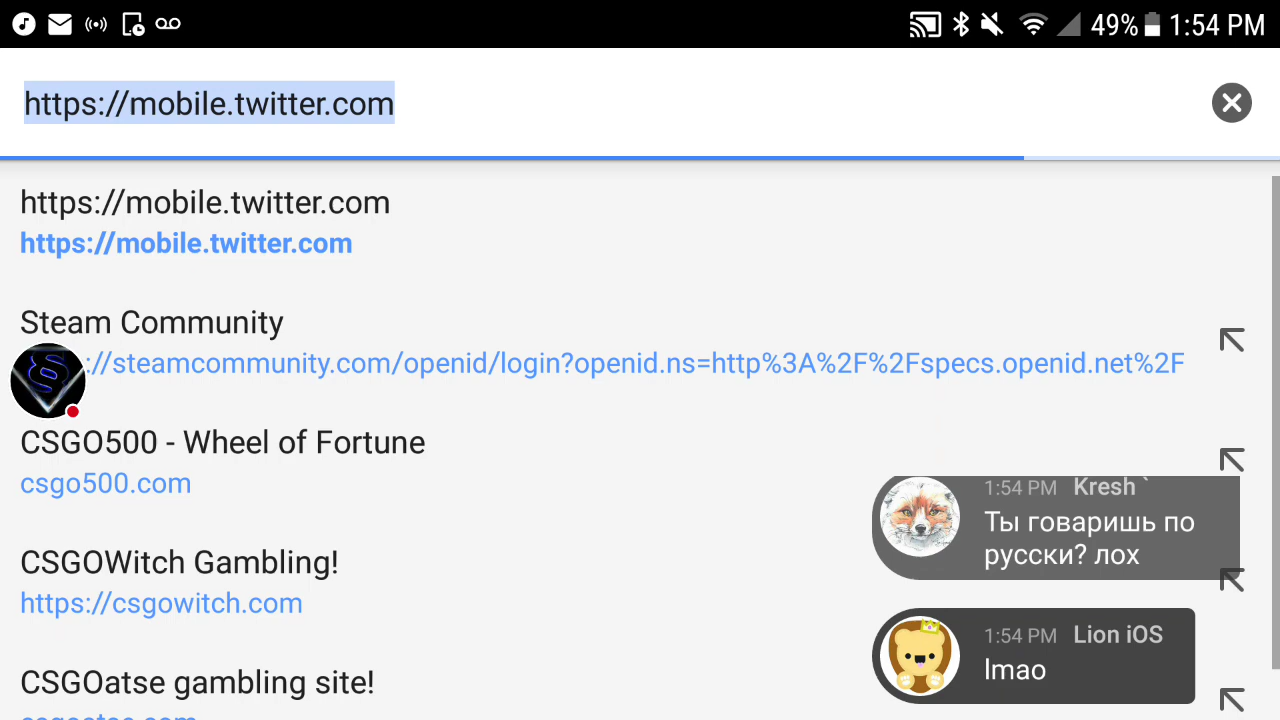 49% 1:54 PM
https://mobile.twitter.com
https://mobile.twitter.com
https://mobile.twitter.com
Steam Community
://steamcommunity.com/openid/login?openid.ns=http%3A%2F%2Fspecs.openid.net%2F
CSGO500 - Wheel of Fortune
csgo500.com
1:54 PM Kresh `
Ты говаришь по
русски? лох
CSGOWitch Gambling!
https://csgowitch.com
1:54 PM Lion iOS
lmao
CSGOatse gambling site!